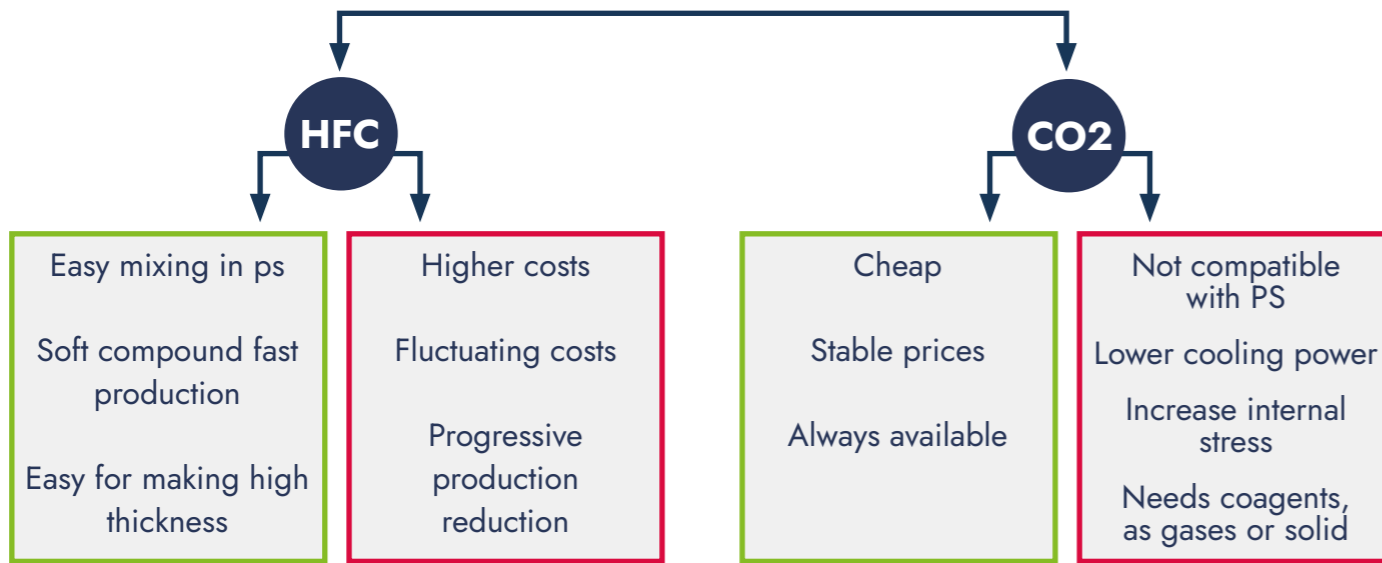 HFC
CO2
Easy mixing in ps
Soft compound fast
production
Easy for making high
thickness
Higher costs
Fluctuating costs
Progressive
production
reduction
Cheap
Stable prices
Always available
Not compatible
with PS
Lower cooling power
Increase internal
stress
Needs coagents,
as gases or solid